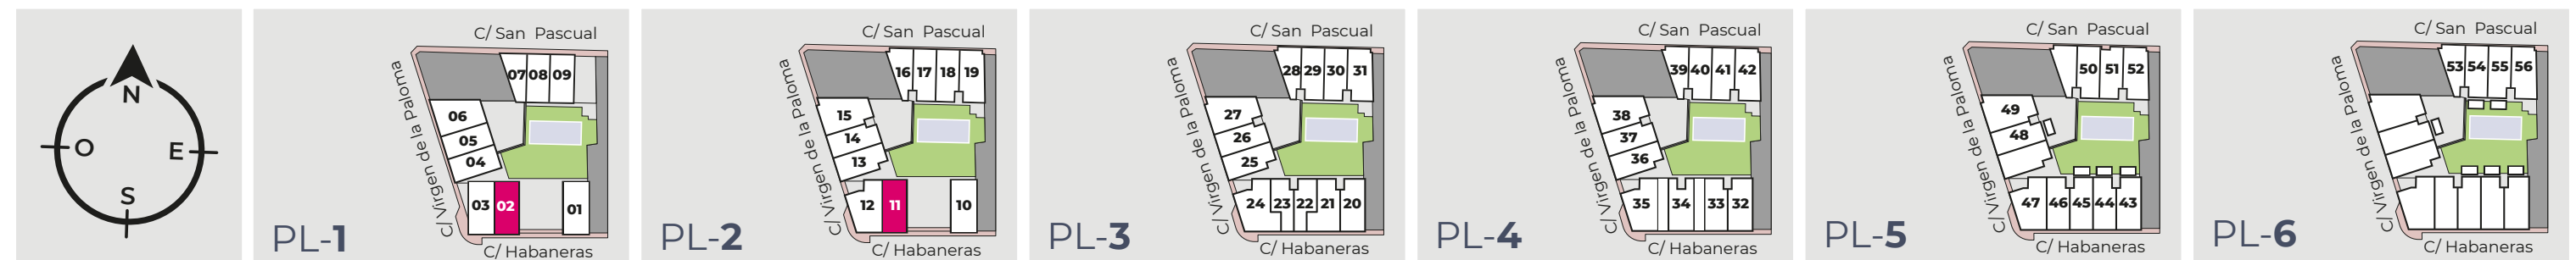 N
O
E
S
C/ San Pascual
C/ Virgen de la Paloma
07 08 09
06
05
04
03 02 01
C/ Habaneras
PL-1
C/ San Pascual
C/ Virgen de la Paloma
16 17 18 19
15
14
13
12 11 10
C/ Habaneras
PL-2
C/ San Pascual
C/ Virgen de la Paloma
28 29 30 31
27
26
25
24 23 22 21 20
C/ Habaneras
PL-3
C/ San Pascual
C/ Virgen de la Paloma
39 40 41 42
38
37
36
35 34 33 32
C/ Habaneras
PL-4
C/ San Pascual
C/ Virgen de la Paloma
50 51 52
49
48
47 46 45 44 43
C/ Habaneras
PL-5
C/ San Pascual
C/ Virgen de la Paloma
53 54 55 56
C/ Habaneras
PL-6